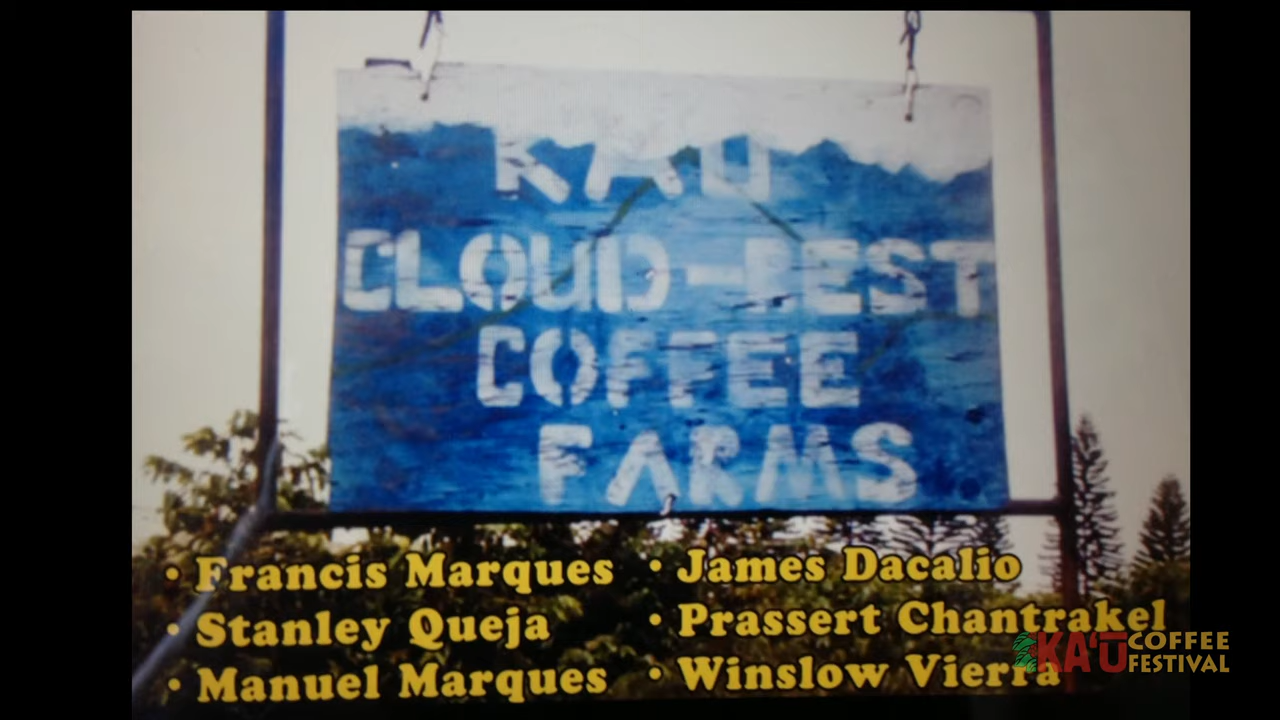 KAU
CLOUD-REST
COFFEE
FARMS
• Francis Marques
• Stanley Queja
• Manuel Marques
• James Dacalio
• Prassert Chantrakel
• Winslow Vierra
KA'Ū COFFEE
FESTIVAL